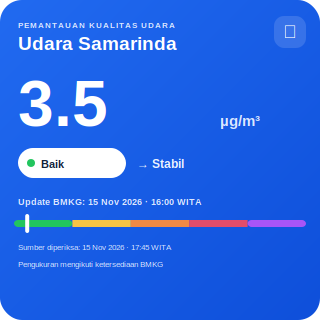 PEMANTAUAN KUALITAS UDARA
Udara Samarinda
3.5
µg/m³
Baik
→ Stabil
Update BMKG: 15 Nov 2026 · 16:00 WITA
Sumber diperiksa: 15 Nov 2026 · 17:45 WITA
Pengukuran mengikuti ketersediaan BMKG